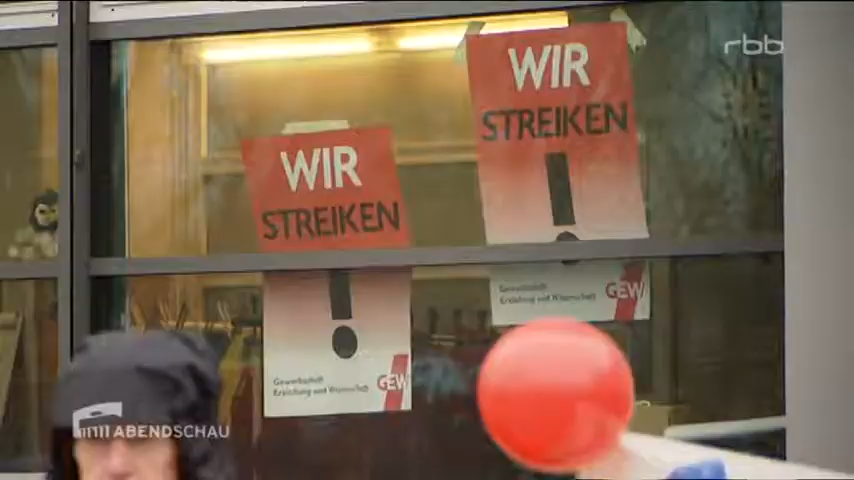 rbb
WIR
STREIKEN
!
Gewerkschaft
Erziehung und Wissenschaft
GEW
WIR
STREIKEN
!
Gewerkschaft
Erziehung und Wissenschaft
GEW
ABENDSCHAU